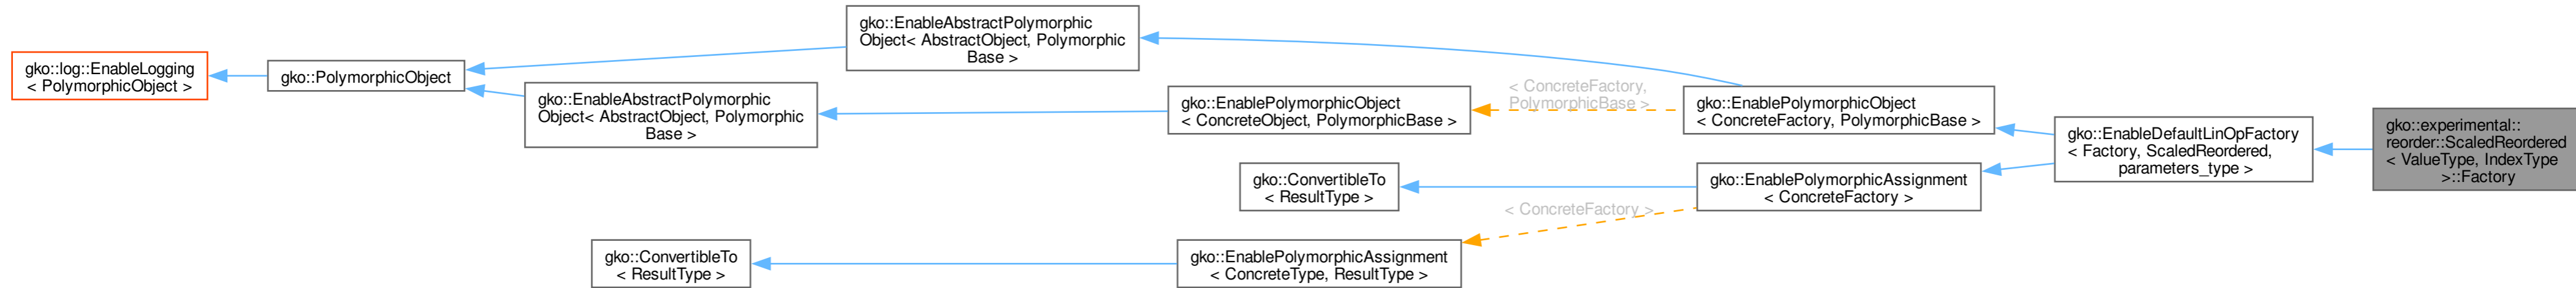 gko::log::EnableLogging
< PolymorphicObject >
gko::PolymorphicObject
gko::EnableAbstractPolymorphic
Object< AbstractObject, Polymorphic
Base >
gko::EnableAbstractPolymorphic
Object< AbstractObject, Polymorphic
Base >
gko::EnablePolymorphicObject
< ConcreteObject, PolymorphicBase >
< ConcreteFactory,
PolymorphicBase >
gko::EnablePolymorphicObject
< ConcreteFactory, PolymorphicBase >
gko::ConvertibleTo
< ResultType >
gko::EnablePolymorphicAssignment
< ConcreteFactory >
< ConcreteFactory >
gko::ConvertibleTo
< ResultType >
gko::EnablePolymorphicAssignment
< ConcreteType, ResultType >
gko::EnableDefaultLinOpFactory
< Factory, ScaledReordered,
parameters_type >
gko::experimental::
reorder::ScaledReordered
< ValueType, IndexType
>::Factory